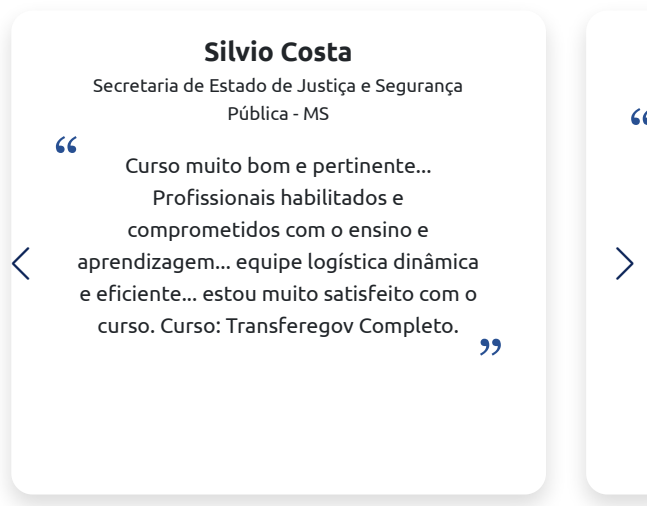 Silvio Costa
Secretaria de Estado de Justiça e Segurança
Pública - MS
“
Curso muito bom e pertinente...
Profissionais habilitados e
comprometidos com o ensino e
aprendizagem... equipe logística dinâmica
e eficiente... estou muito satisfeito com o
curso. Curso: Transferegov Completo.
”
“